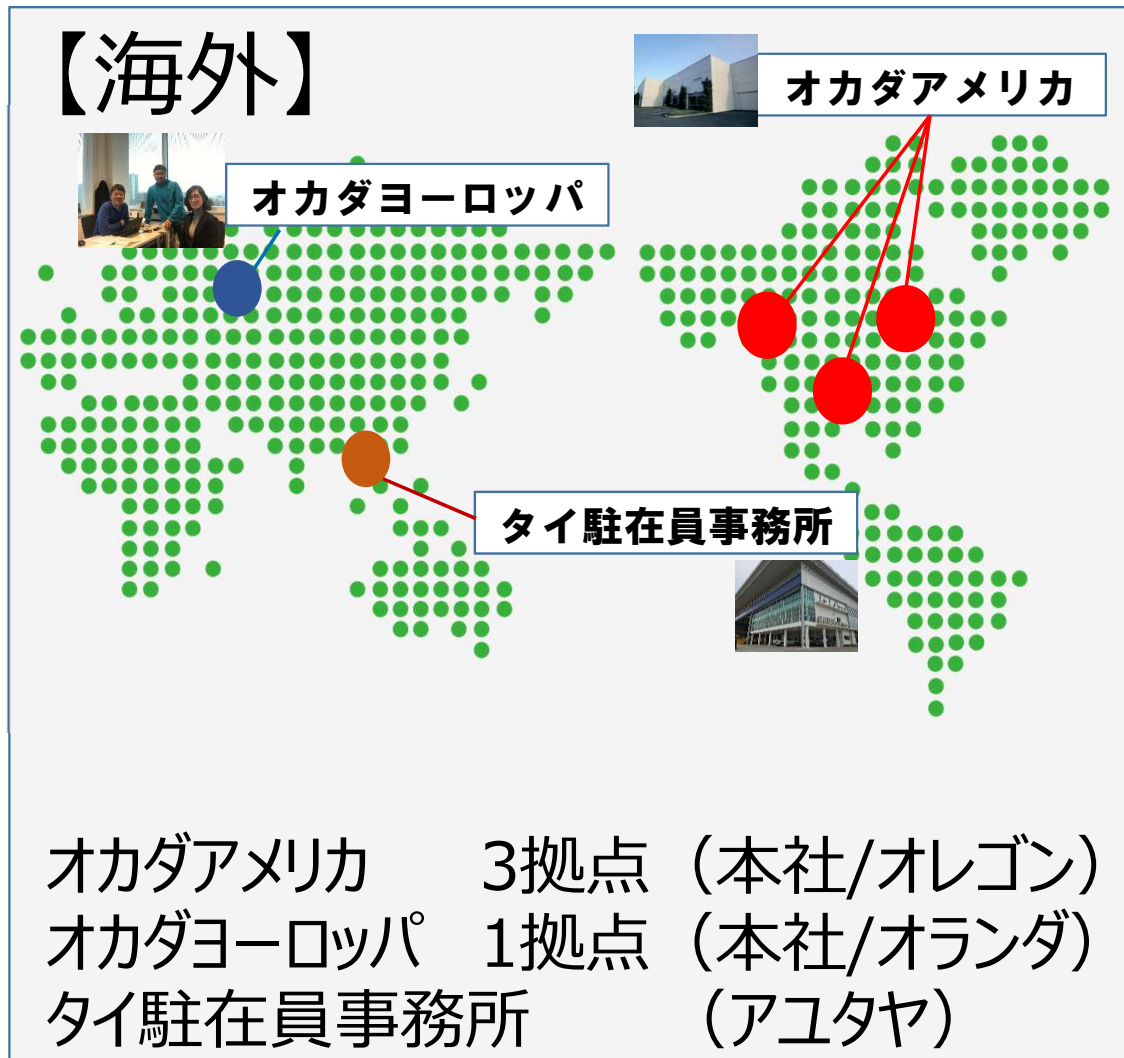 【海外】
オカダアメリカ
オカダヨーロッパ
タイ駐在員事務所
オカダアメリカ 3拠点（本社/オレゴン）
オカダヨーロッパ 1拠点（本社/オランダ）
タイ駐在員事務所 （アユタヤ）